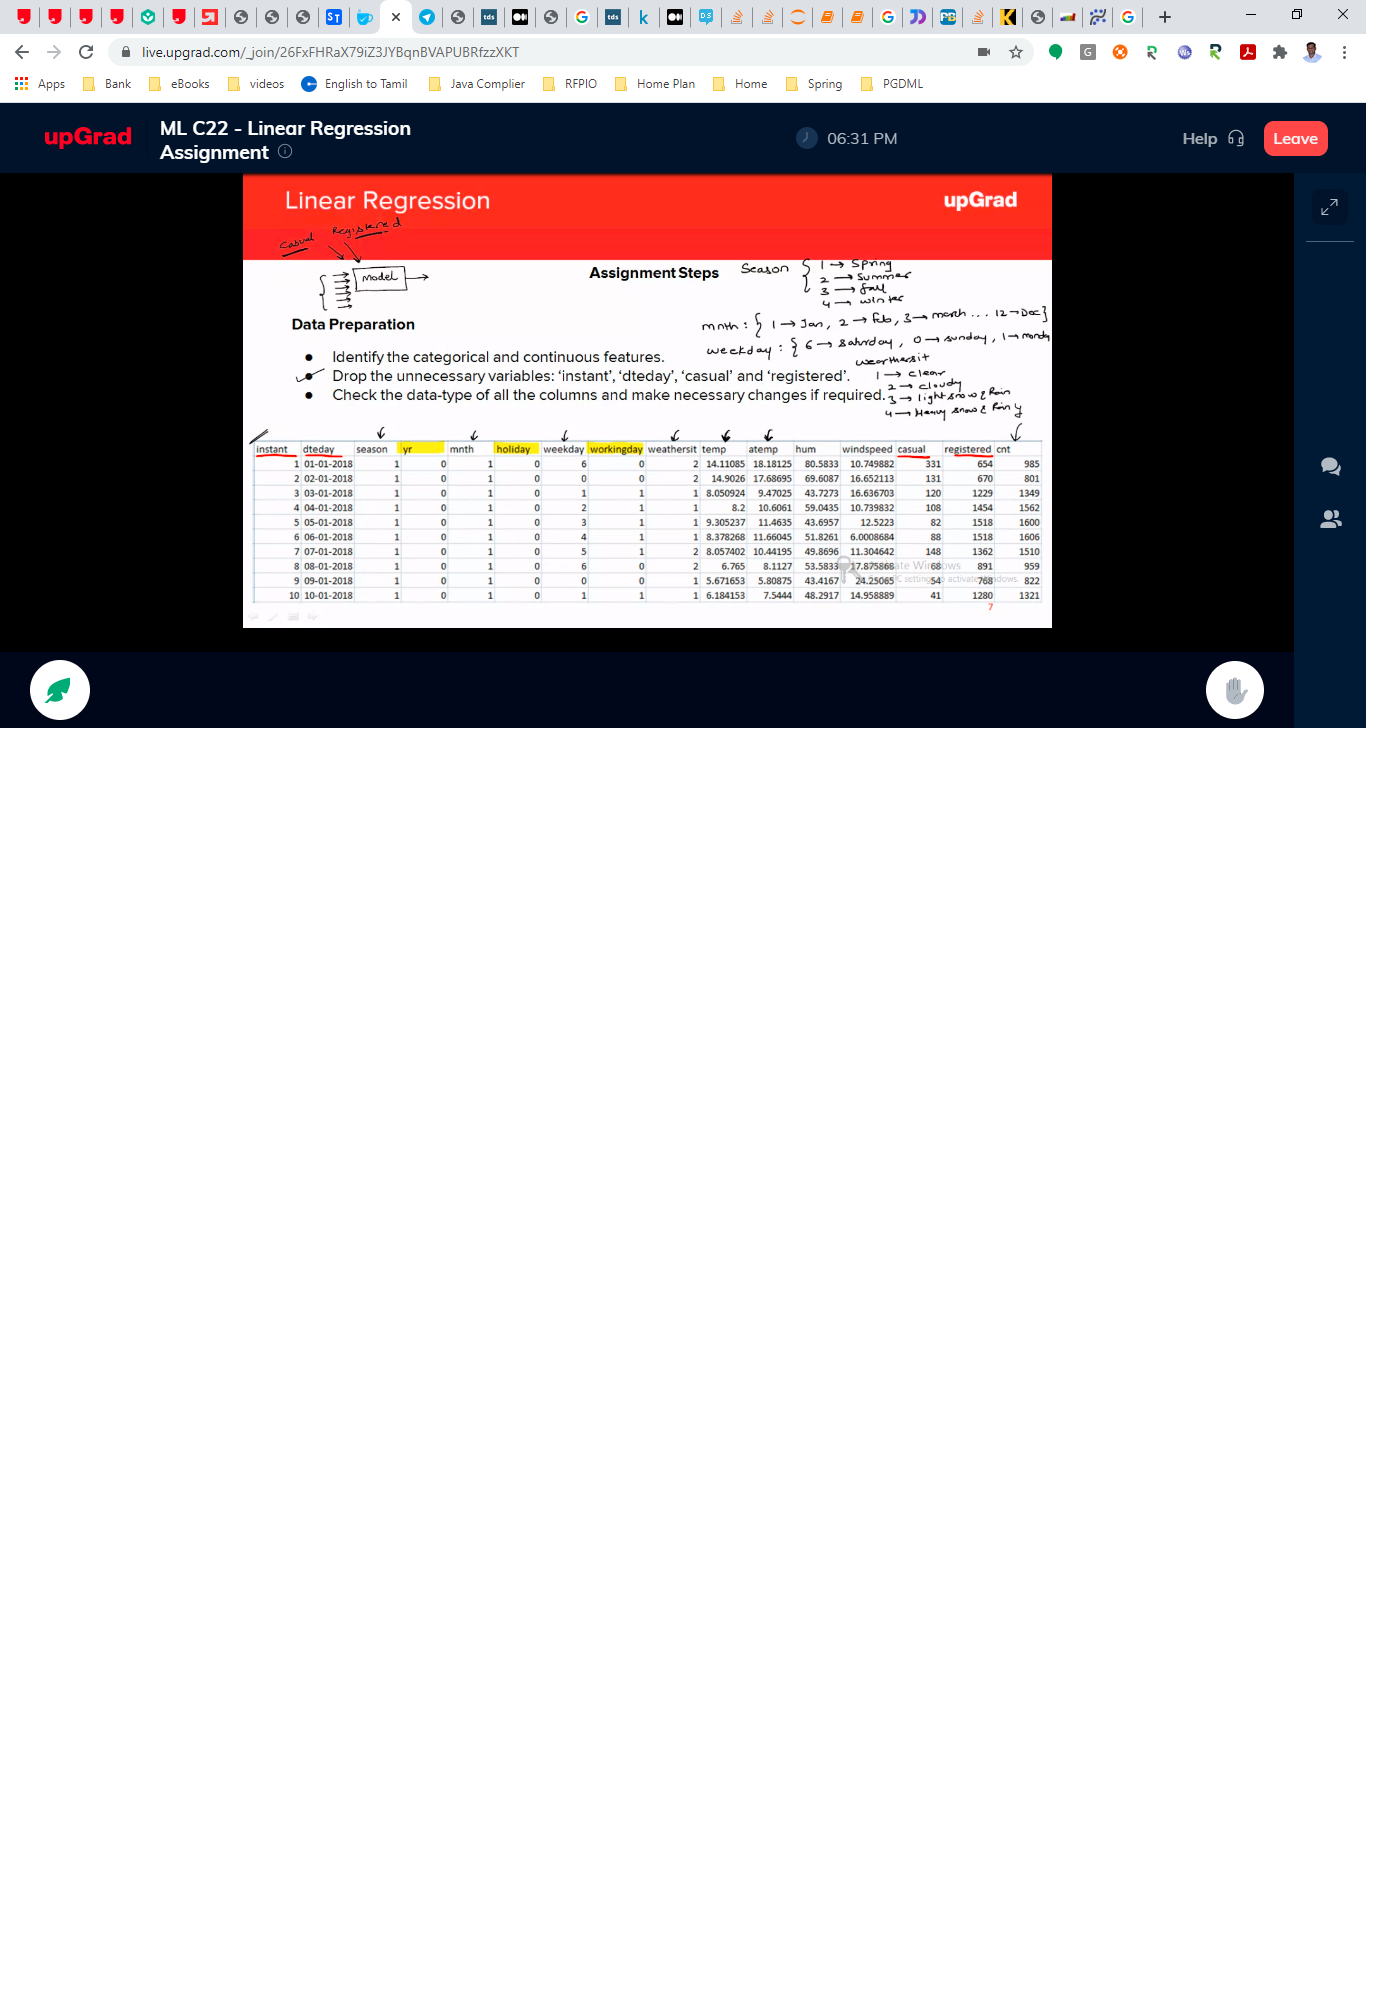 live.upgrad.com/_join/26FxFHRaX79iZ3JYBqnBVAPUBRfzzXKT
Apps Bank eBooks videos English to Tamil Java Complier RFPIO Home Plan Home Spring PGDML
upGrad
ML C22 - Linear Regression
Assignment
06:31 PM
Help
Leave
Linear Regression
upGrad
Casual Registered
model
Assignment Steps
Season { 1 → Spring
2 → Summer
3 → fall
4 → winter
Data Preparation
mnth : { 1 → Jan, 2 → Feb, 3 → march ... 12 → Dec }
weekday : { 6 → saturday, 0 → sunday, 1 → monday
Identify the categorical and continuous features.
weathersit
Drop the unnecessary variables: ‘instant’, ‘dteday’, ‘casual’ and ‘registered’.
1 → clear
2 → cloudy
Check the data-type of all the columns and make necessary changes if required.
3 → light snow & Rain
4 → Heavy snow & Rain }
instant dteday season yr mnth holiday weekday workingday weathersit temp atemp hum windspeed casual registered cnt
1 01-01-2018 1 0 1 0 6 0 2 14.11085 18.18125 80.5833 10.749882 331 654 985
2 02-01-2018 1 0 1 0 0 0 2 14.9026 17.68695 69.6087 16.652113 131 670 801
3 03-01-2018 1 0 1 0 1 1 1 8.050924 9.47025 43.7273 16.636703 120 1229 1349
4 04-01-2018 1 0 1 0 2 1 1 8.2 10.6061 59.0435 10.739832 108 1454 1562
5 05-01-2018 1 0 1 0 3 1 1 9.305237 11.4635 43.6957 12.5223 82 1518 1600
6 06-01-2018 1 0 1 0 4 1 1 8.378268 11.66045 51.8261 6.0008684 88 1518 1606
7 07-01-2018 1 0 1 0 5 1 2 8.057402 10.44195 49.8696 11.304642 148 1362 1510
8 08-01-2018 1 0 1 0 6 0 2 6.765 8.1127 53.5833 17.875868 68 891 959
9 09-01-2018 1 0 1 0 0 0 1 5.671653 5.80875 43.4167 24.25065 54 768 822
10 10-01-2018 1 0 1 0 1 1 1 6.184153 7.5444 48.2917 14.958889 41 1280 1321
7